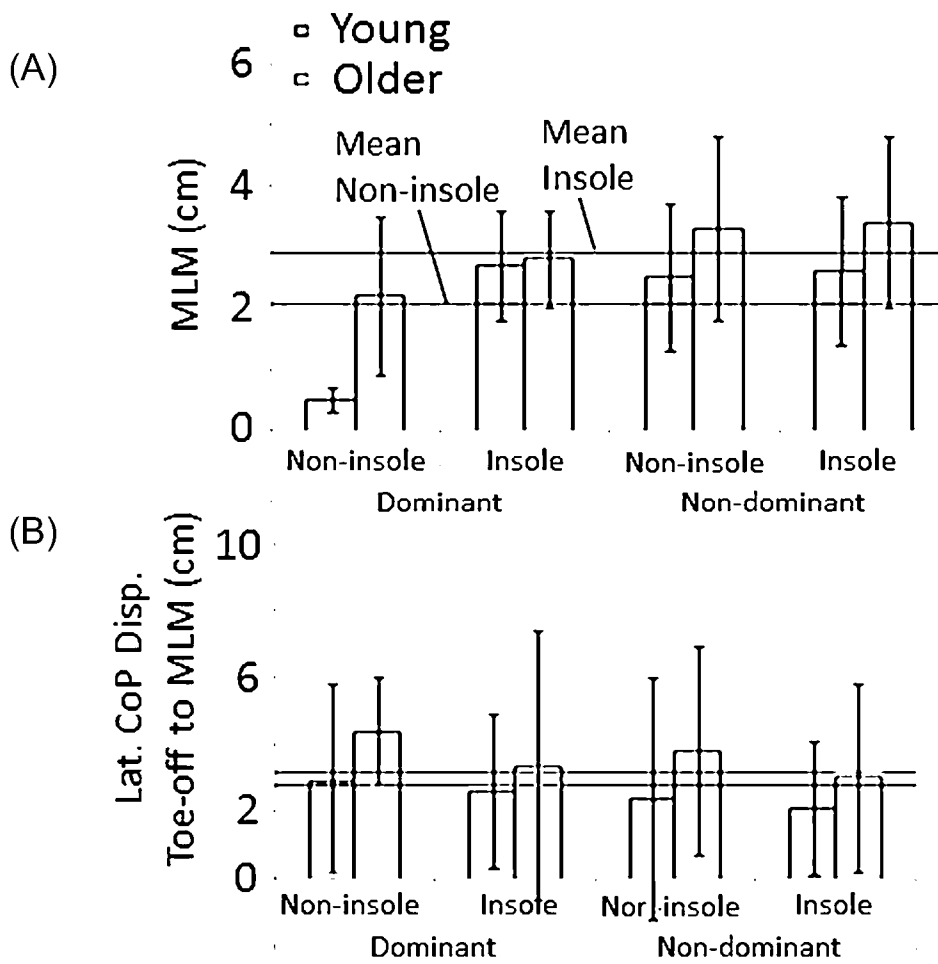 (A)
Young
Older
6
4
2
0
MLM (cm)
Mean
Non-insole
Mean
Insole
Non-insole Insole Non-insole Insole
Dominant Non-dominant
(B)
10
6
2
0
Lat. CoP Disp.
Toe-off to MLM (cm)
Non-insole Insole Non-insole Insole
Dominant Non-dominant